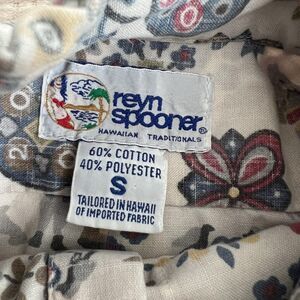 reyn
spooner®
HAWAIIAN TRADITIONALS
60% COTTON
40% POLYESTER
S
TAILORED IN HAWAII
OF IMPORTED FABRIC